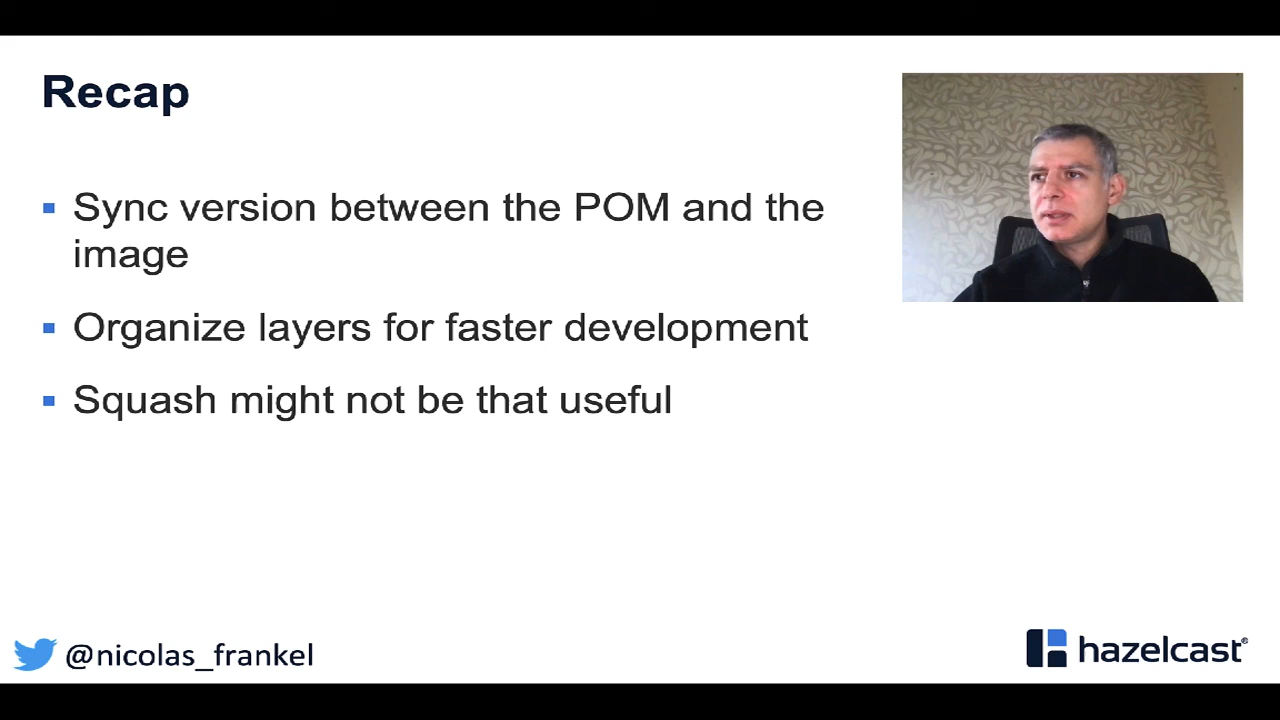 Recap
Sync version between the POM and the
image
Organize layers for faster development
Squash might not be that useful
@nicolas_frankel
hazelcast®